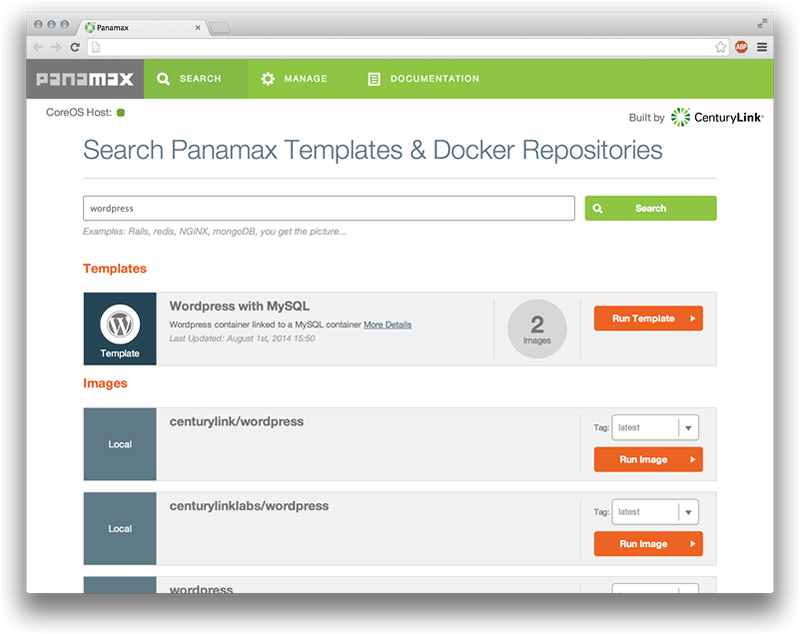 Panamax
ABP
panamax
SEARCH
MANAGE
DOCUMENTATION
CoreOS Host:
Built by CenturyLink
Search Panamax Templates & Docker Repositories
wordpress
Search
Examples: Rails, redis, NGiNX, mongoDB, you get the picture...
Templates
Template
Wordpress with MySQL
Wordpress container linked to a MySQL container More Details
Last Updated: August 1st, 2014 15:50
2
Images
Run Template
Images
Local
centurylink/wordpress
Tag: latest
Run Image
Local
centurylinklabs/wordpress
Tag: latest
Run Image
wordpress